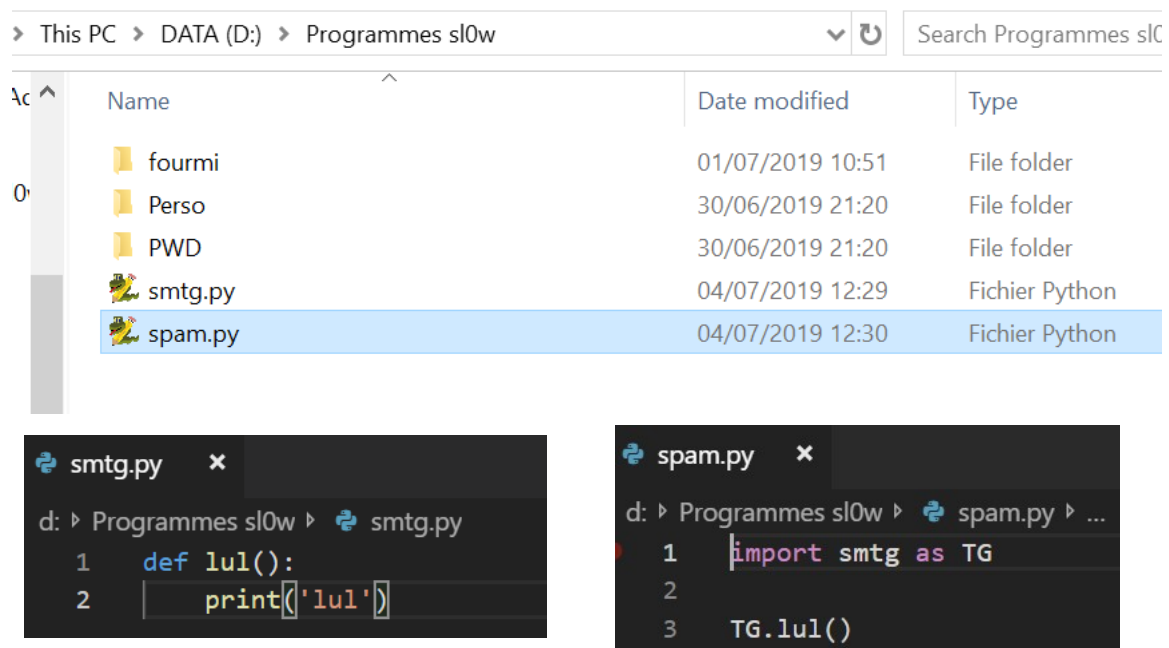 > This PC > DATA (D:) > Programmes sl0w Search Programmes sl0
Ac Name Date modified Type
fourmi 01/07/2019 10:51 File folder
0 Perso 30/06/2019 21:20 File folder
PWD 30/06/2019 21:20 File folder
smtg.py 04/07/2019 12:29 Fichier Python
spam.py 04/07/2019 12:30 Fichier Python
smtg.py ×
d: Programmes sl0w smtg.py
1 def lul():
2 print('lul')
spam.py ×
d: Programmes sl0w spam.py ...
1 import smtg as TG
2
3 TG.lul()